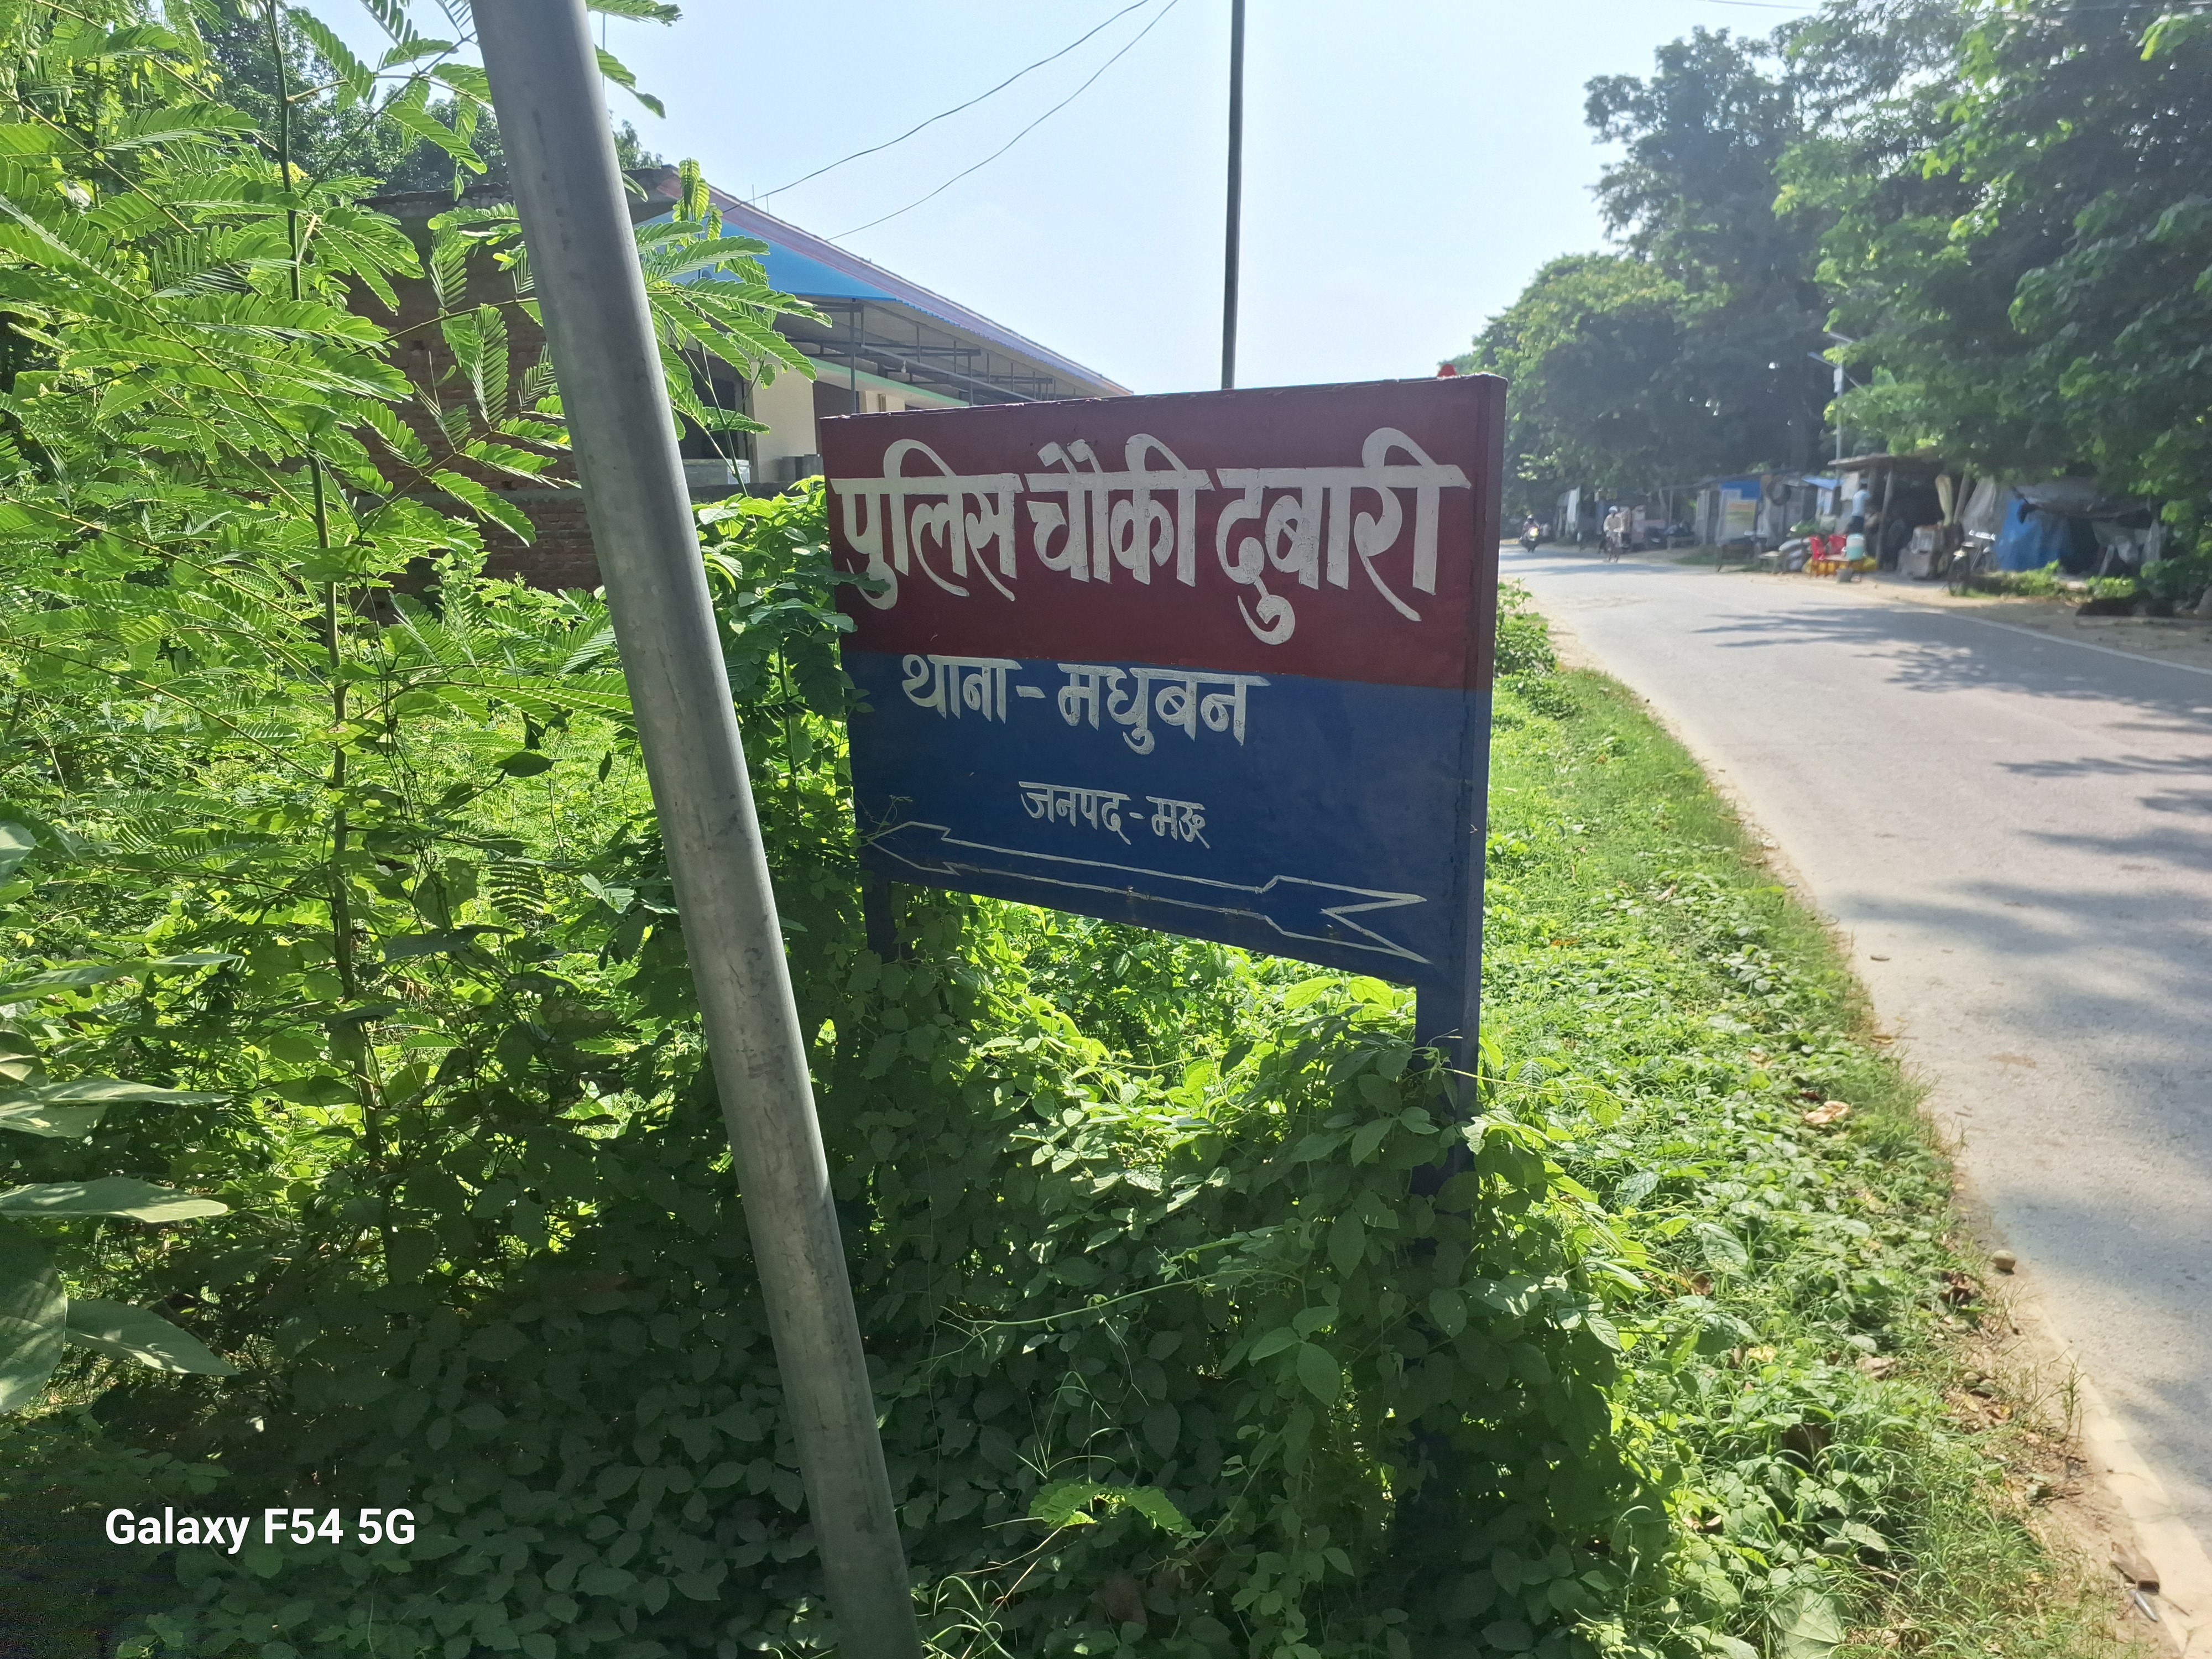 पुलिस चौकी दुबारी
थाना - मधुबन
जनपद - मऊ
Galaxy F54 5G